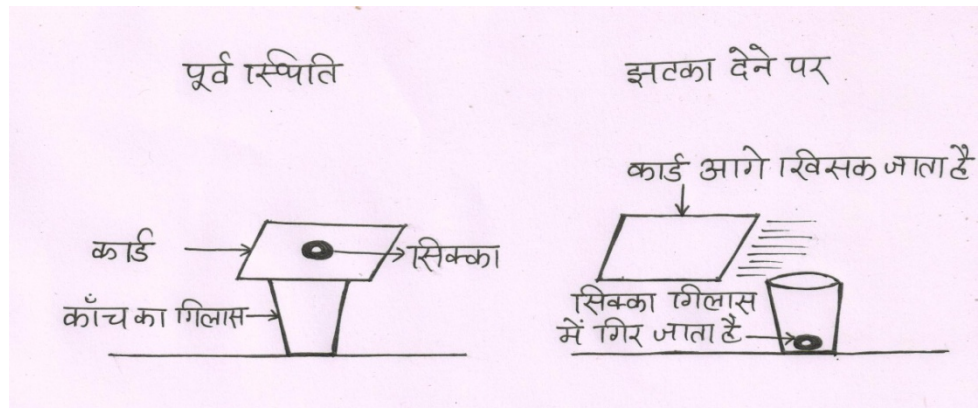 पूर्व स्थिति
झटका देने पर
कार्ड आगे खिसक जाता है
कार्ड
सिक्का
काँच का गिलास
सिक्का गिलास
में गिर जाता है